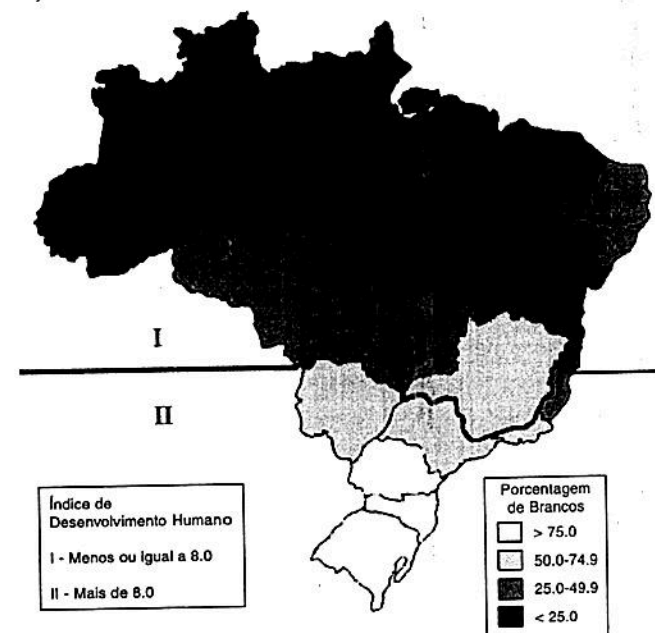 I
II
Índice de
Desenvolvimento Humano
I - Menos ou igual a 8.0
II - Mais de 8.0
Porcentagem
de Brancos
> 75.0
50.0-74.9
25.0-49.9
< 25.0